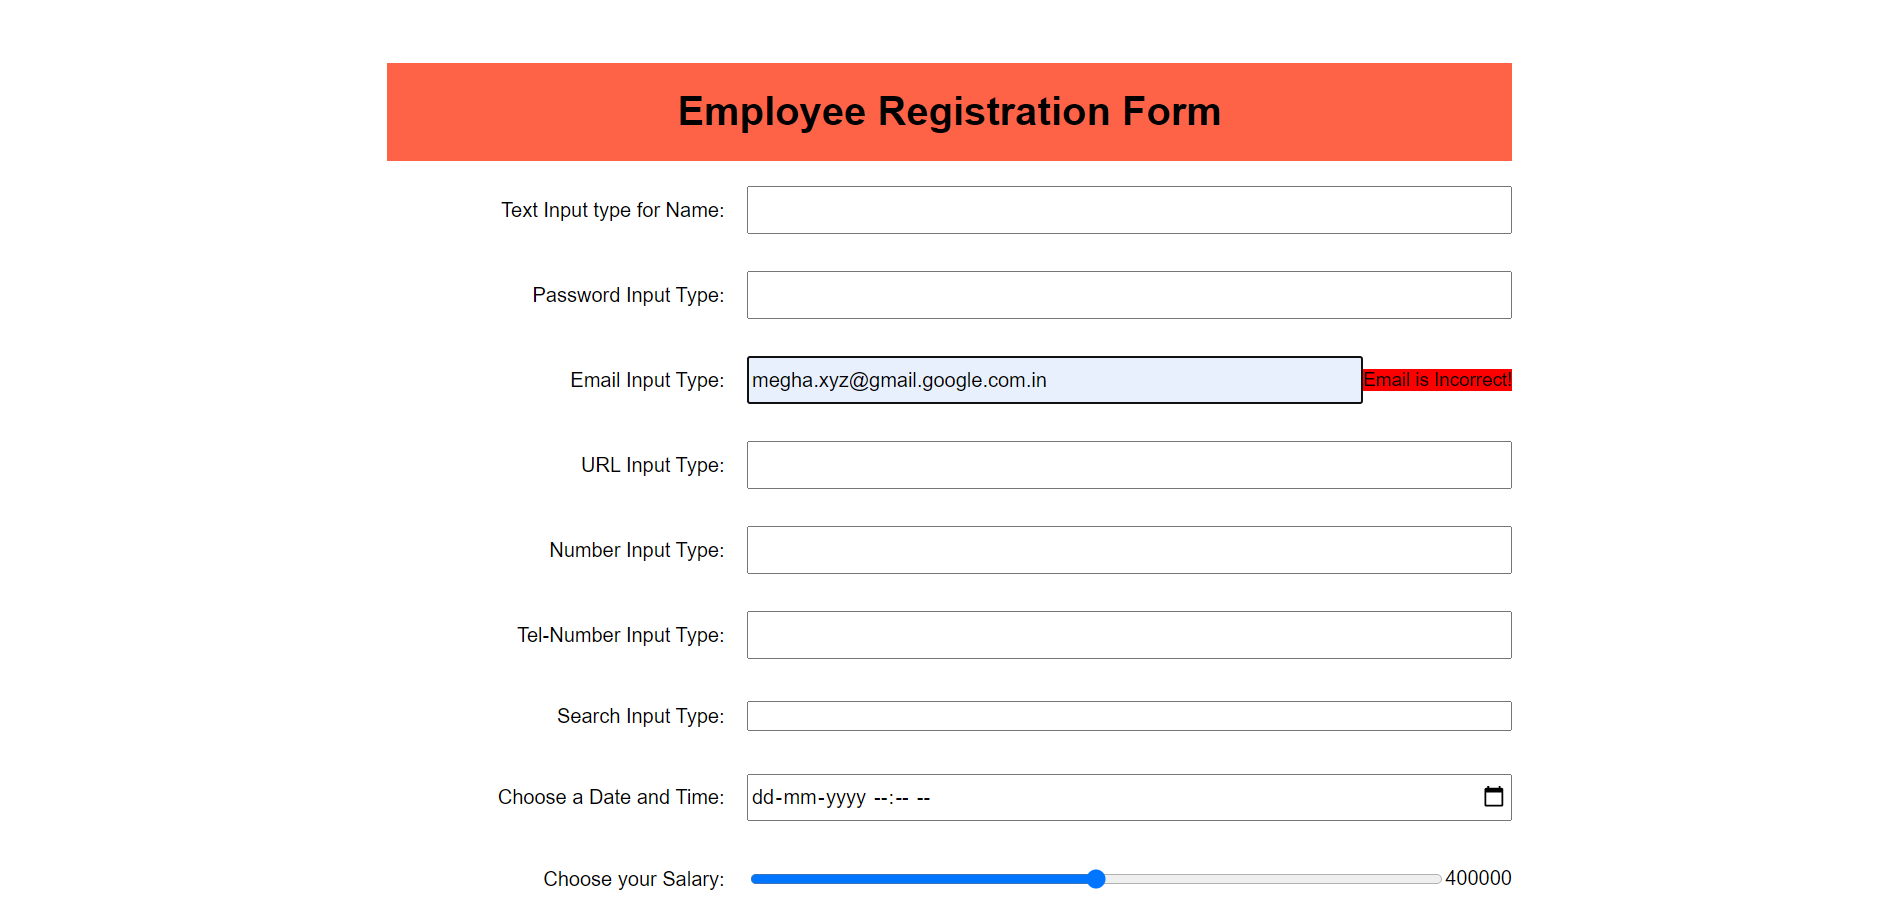 Employee Registration Form
Text Input type for Name:
Password Input Type:
Email Input Type: megha.xyz@gmail.google.com.in Email is Incorrect!
URL Input Type:
Number Input Type:
Tel-Number Input Type:
Search Input Type:
Choose a Date and Time: dd-mm-yyyy --:-- --
Choose your Salary: 400000